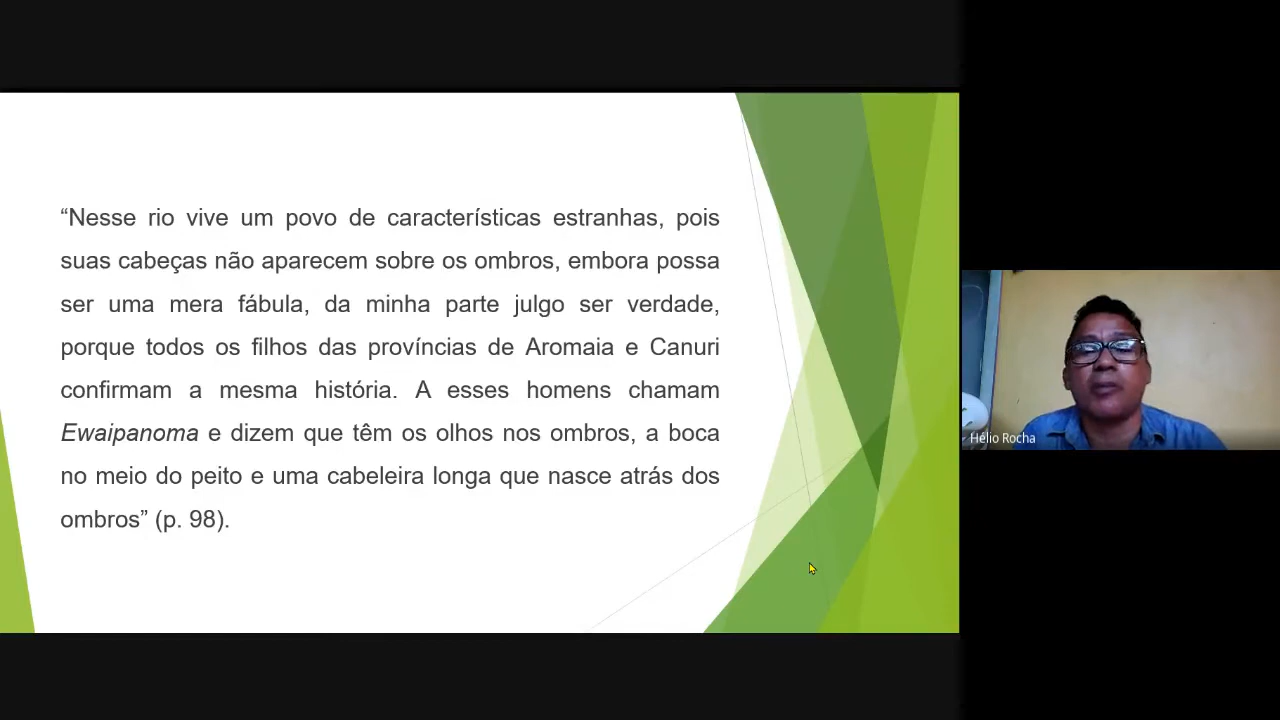 “Nesse rio vive um povo de características estranhas, pois
suas cabeças não aparecem sobre os ombros, embora possa
ser uma mera fábula, da minha parte julgo ser verdade,
porque todos os filhos das províncias de Aromaia e Canuri
confirmam a mesma história. A esses homens chamam
Ewaipanoma e dizem que têm os olhos nos ombros, a boca
no meio do peito e uma cabeleira longa que nasce atrás dos
ombros” (p. 98).
Hélio Rocha